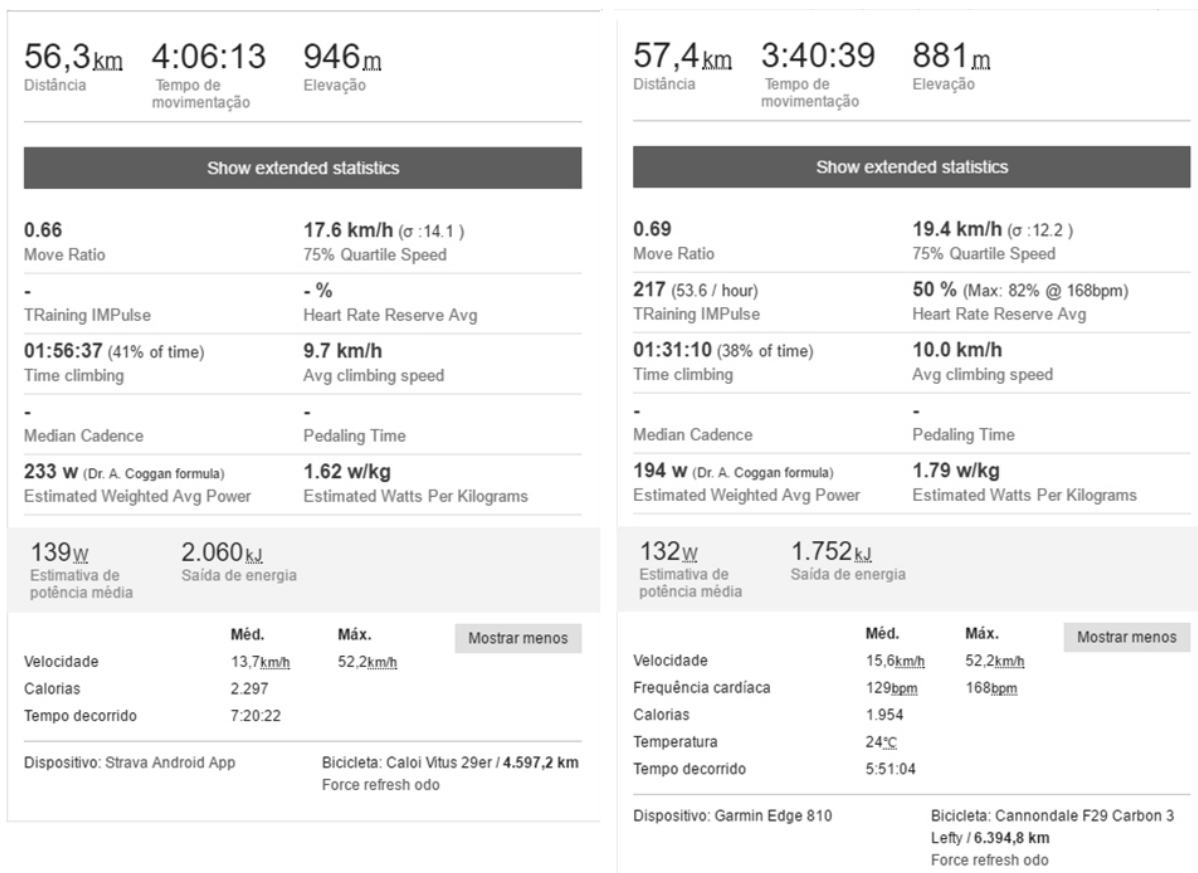 56,3km 4:06:13 946m
Distância Tempo de Elevação
movimentação
Show extended statistics
0.66 17.6 km/h (σ :14.1 )
Move Ratio 75% Quartile Speed
- - %
TRaining IMPulse Heart Rate Reserve Avg
01:56:37 (41% of time) 9.7 km/h
Time climbing Avg climbing speed
- -
Median Cadence Pedaling Time
233 w (Dr. A. Coggan formula) 1.62 w/kg
Estimated Weighted Avg Power Estimated Watts Per Kilograms
139W 2.060kJ
Estimativa de Saída de energia
potência média
Méd. Máx. Mostrar menos
Velocidade 13,7km/h 52,2km/h
Calorias 2.297
Tempo decorrido 7:20:22
Dispositivo: Strava Android App Bicicleta: Caloi Vitus 29er / 4.597,2 km
Force refresh odo
57,4km 3:40:39 881m
Distância Tempo de Elevação
movimentação
Show extended statistics
0.69 19.4 km/h (σ :12.2 )
Move Ratio 75% Quartile Speed
217 (53.6 / hour) 50 % (Max: 82% @ 168bpm)
TRaining IMPulse Heart Rate Reserve Avg
01:31:10 (38% of time) 10.0 km/h
Time climbing Avg climbing speed
- -
Median Cadence Pedaling Time
194 w (Dr. A. Coggan formula) 1.79 w/kg
Estimated Weighted Avg Power Estimated Watts Per Kilograms
132W 1.752kJ
Estimativa de Saída de energia
potência média
Méd. Máx. Mostrar menos
Velocidade 15,6km/h 52,2km/h
Frequência cardíaca 129bpm 168bpm
Calorias 1.954
Temperatura 24°C
Tempo decorrido 5:51:04
Dispositivo: Garmin Edge 810 Bicicleta: Cannondale F29 Carbon 3
Lefty / 6.394,8 km
Force refresh odo